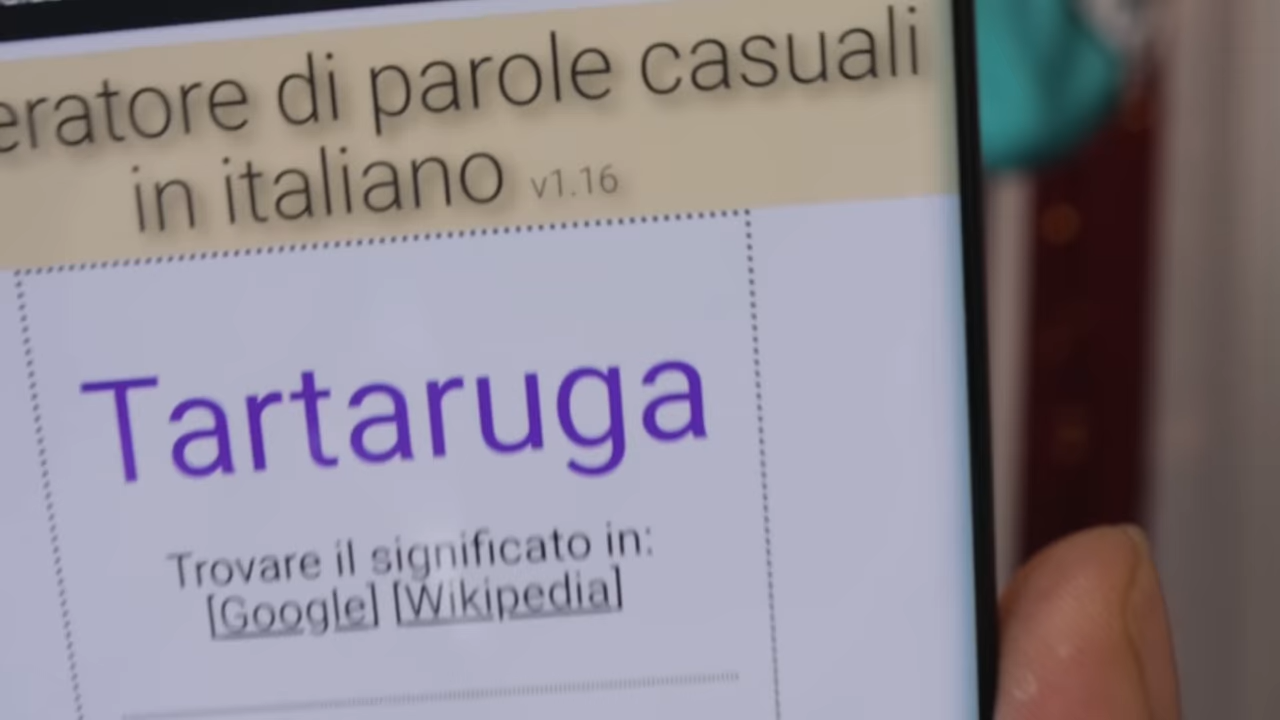 eratore di parole casuali
in italiano v1.16
Tartaruga
Trovare il significato in:
[Google] [Wikipedia]